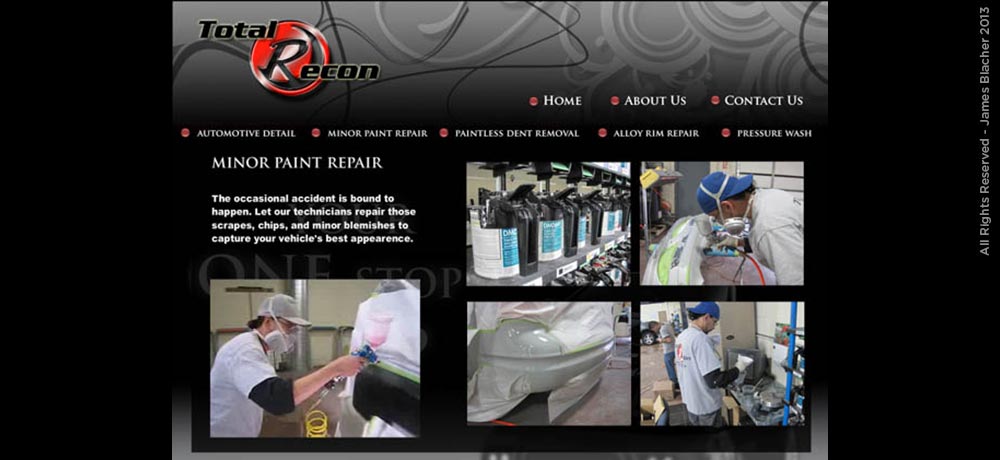 Total
Recon
Home
About Us
Contact Us
AUTOMOTIVE DETAIL
MINOR PAINT REPAIR
PAINTLESS DENT REMOVAL
ALLOY RIM REPAIR
PRESSURE WASH
MINOR PAINT REPAIR
The occasional accident is bound to
happen. Let our technicians repair those
scrapes, chips, and minor blemishes to
capture your vehicle's best appearence.
ONE STOP
All Rights Reserved - James Blacher 2013